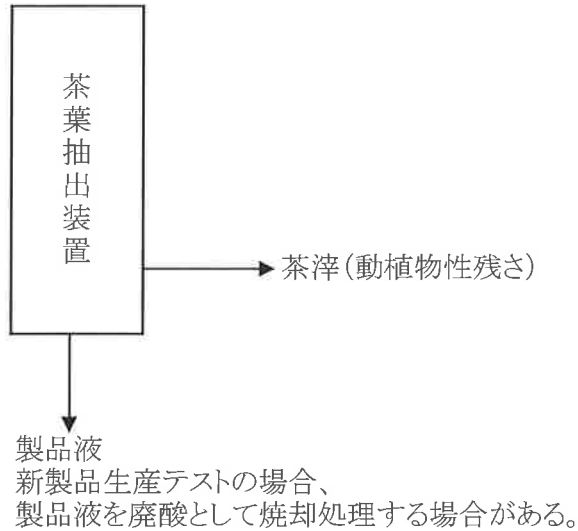 茶葉抽出装置
茶滓(動植物性残さ)
製品液
新製品生産テストの場合、
製品液を廃酸として焼却処理する場合がある。